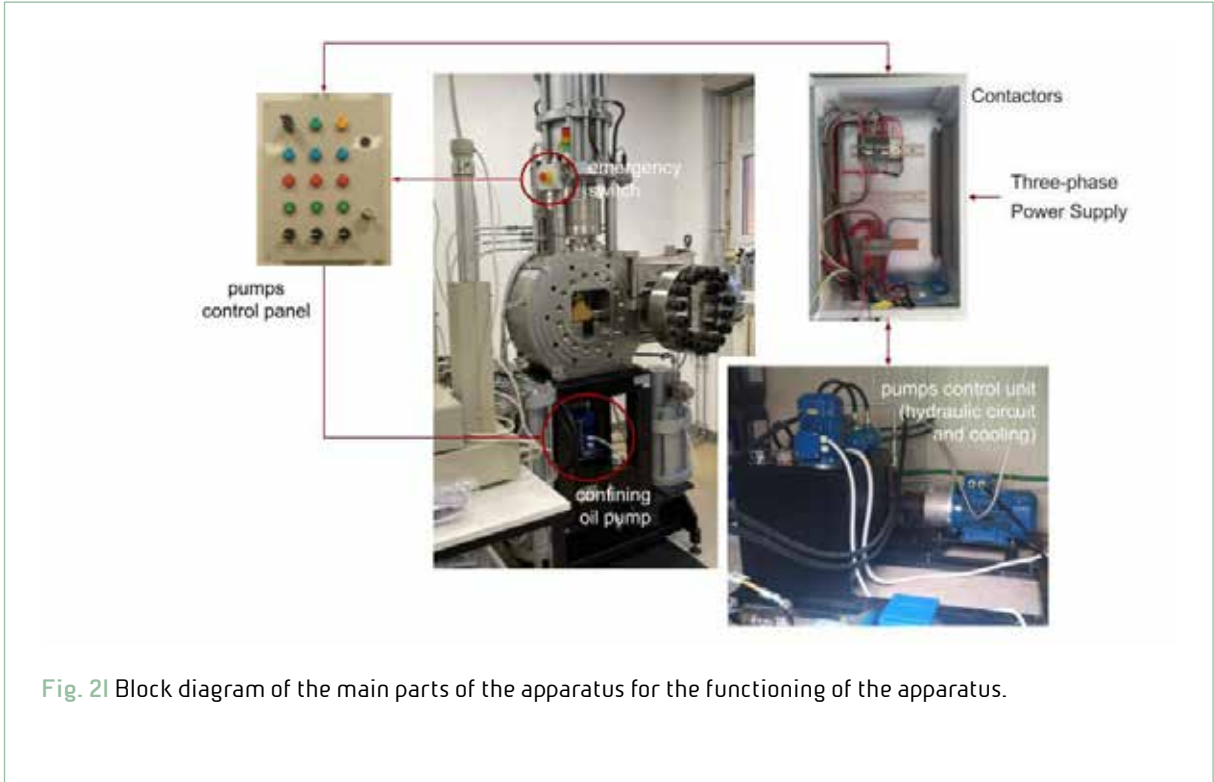 emergency
switch
Contactors
Three-phase
Power Supply
pumps
control panel
pumps control unit
(hydraulic circuit
and cooling)
confining
oil pump
Fig. 2| Block diagram of the main parts of the apparatus for the functioning of the apparatus.